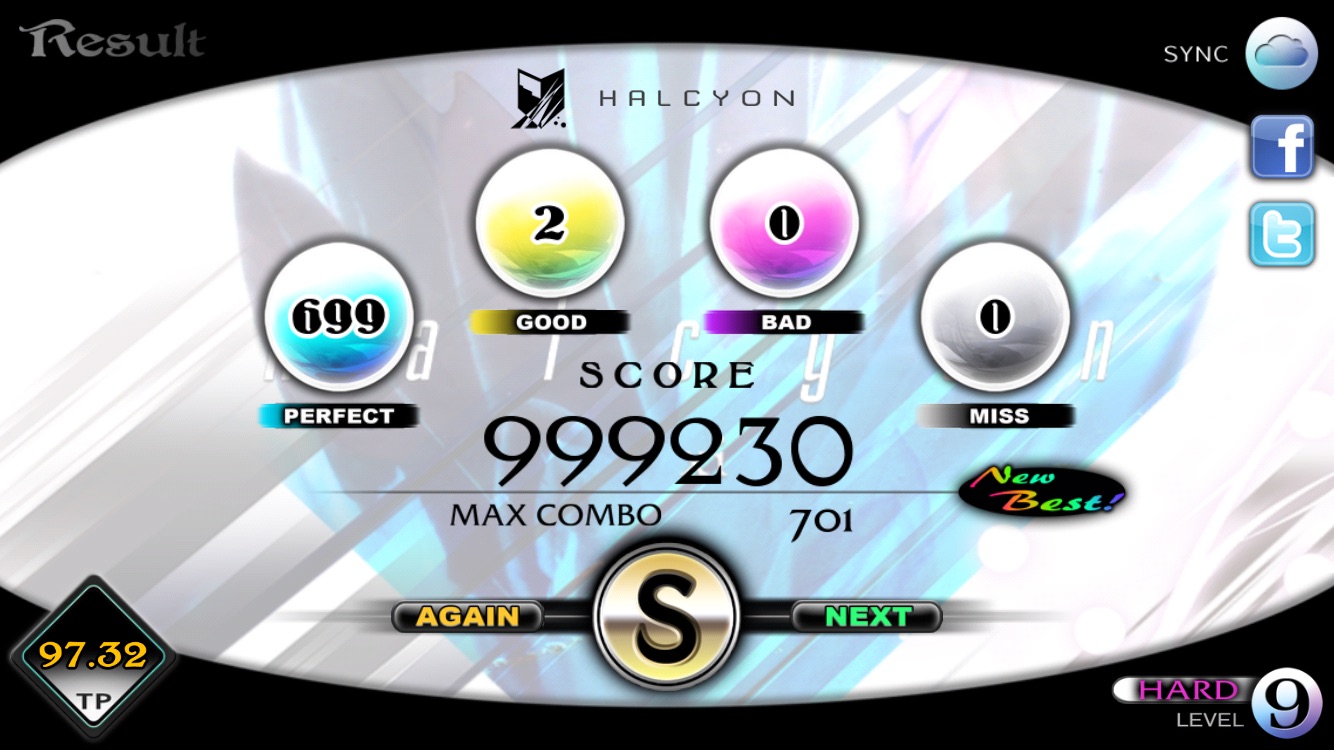 Result
SYNC
HALCYON
699
PERFECT
2
GOOD
0
BAD
0
MISS
halcyon
SCORE
999230
New
Best!
MAX COMBO 701
AGAIN
S
NEXT
97.32
TP
HARD
LEVEL 9